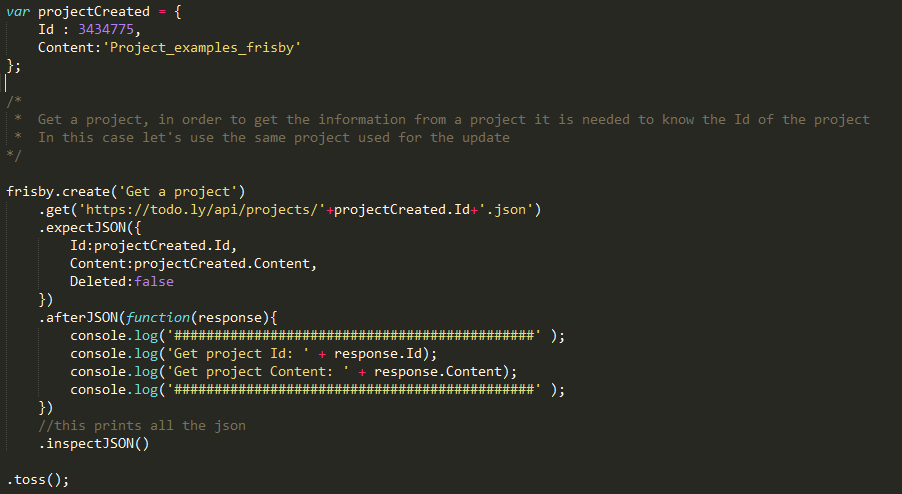 var projectCreated = {
    Id : 3434775,
    Content:'Project_examples_frisby'
};

/*
 *  Get a project, in order to get the information from a project it is needed to know the Id of the project
 *  In this case let's use the same project used for the update
*/

frisby.create('Get a project')
    .get('https://todo.ly/api/projects/'+projectCreated.Id+'.json')
    .expectJSON({
        Id:projectCreated.Id,
        Content:projectCreated.Content,
        Deleted:false
    })
    .afterJSON(function(response){
        console.log('#############################################' );
        console.log('Get project Id: ' + response.Id);
        console.log('Get project Content: ' + response.Content);
        console.log('#############################################' );
    })
    //this prints all the json
    .inspectJSON()

.toss();